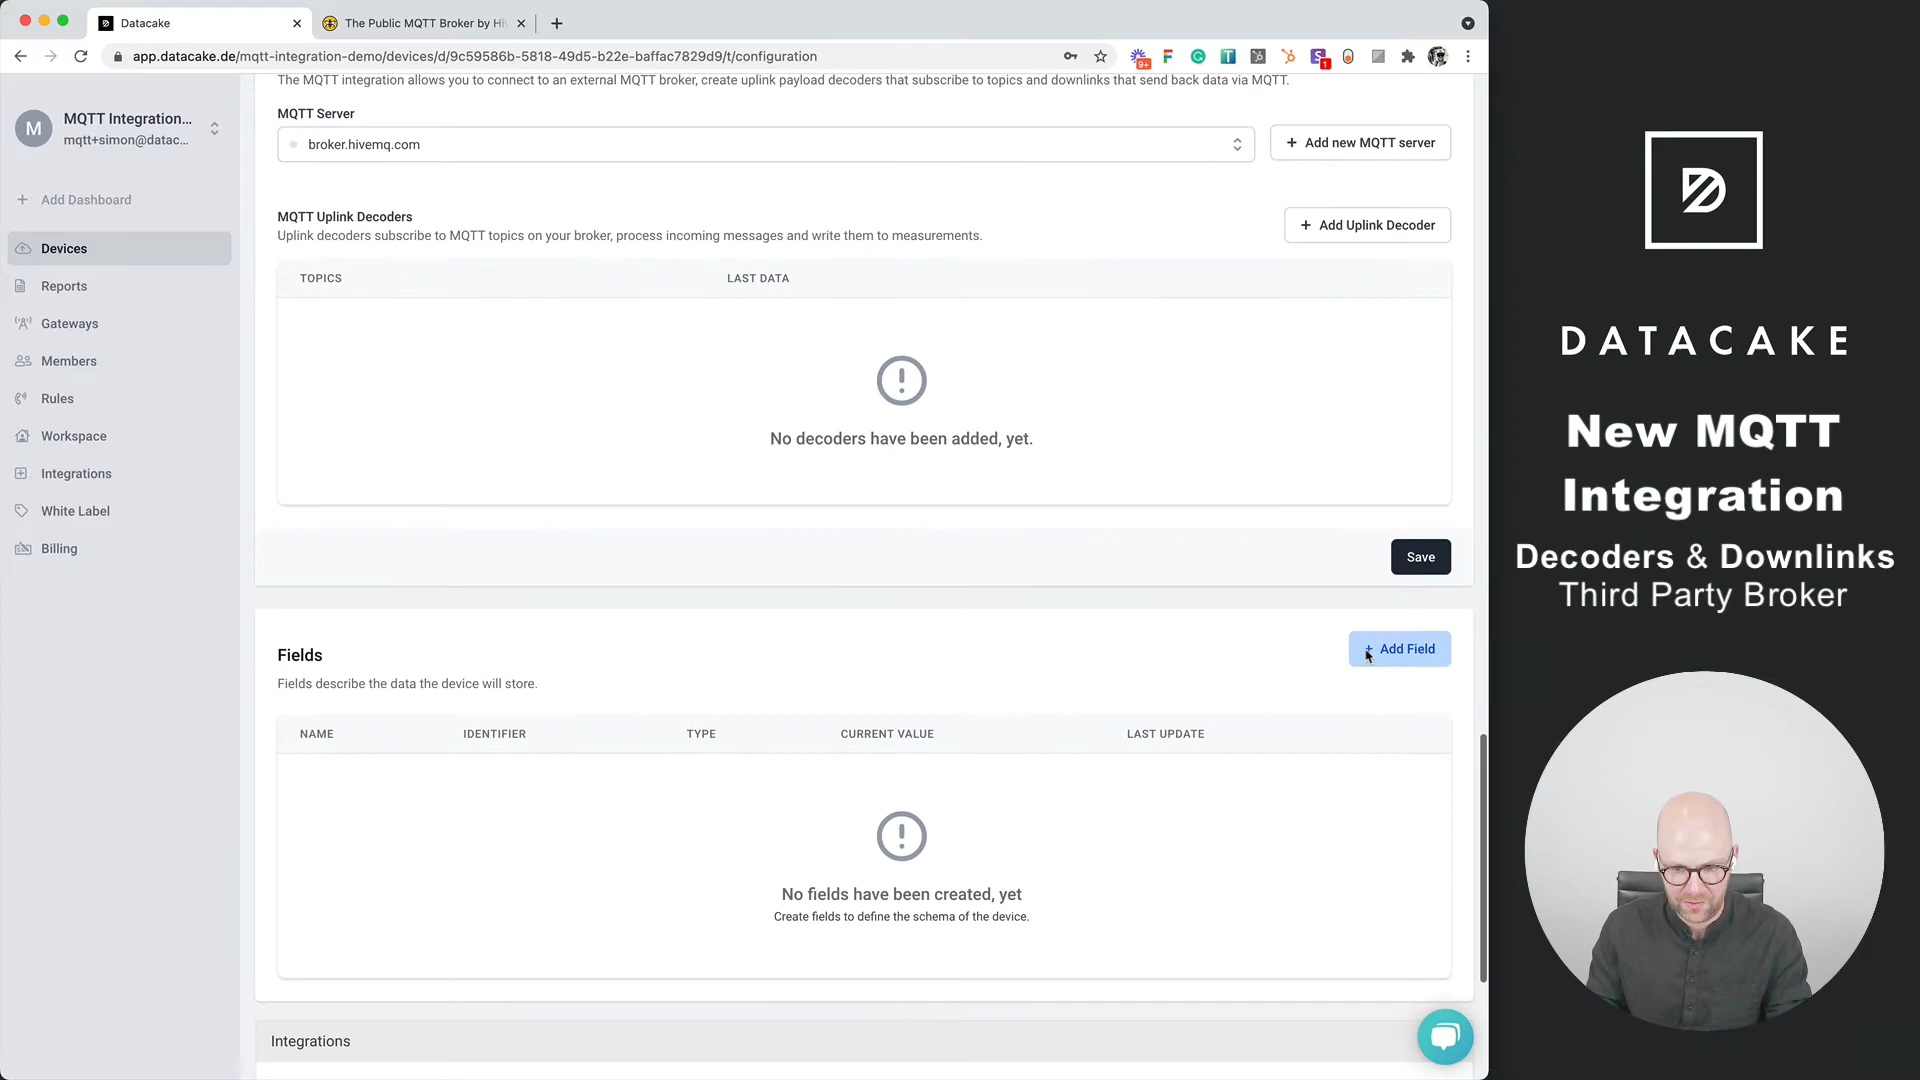 Datacake
The Public MQTT Broker by Hi
app.datacake.de/mqtt-integration-demo/devices/d/9c59586b-5818-49d5-b22e-baffac7829d9/t/configuration
9+
1
M
MQTT Integration...
mqtt+simon@datac...
Add Dashboard
Devices
Reports
Gateways
Members
Rules
Workspace
Integrations
White Label
Billing
The MQTT integration allows you to connect to an external MQTT broker, create uplink payload decoders that subscribe to topics and downlinks that send back data via MQTT.
MQTT Server
broker.hivemq.com
+ Add new MQTT server
MQTT Uplink Decoders
Uplink decoders subscribe to MQTT topics on your broker, process incoming messages and write them to measurements.
+ Add Uplink Decoder
TOPICS LAST DATA
No decoders have been added, yet.
Save
Fields
+ Add Field
Fields describe the data the device will store.
NAME IDENTIFIER TYPE CURRENT VALUE LAST UPDATE
No fields have been created, yet
Create fields to define the schema of the device.
Integrations
DATACAKE
New MQTT
Integration
Decoders & Downlinks
Third Party Broker